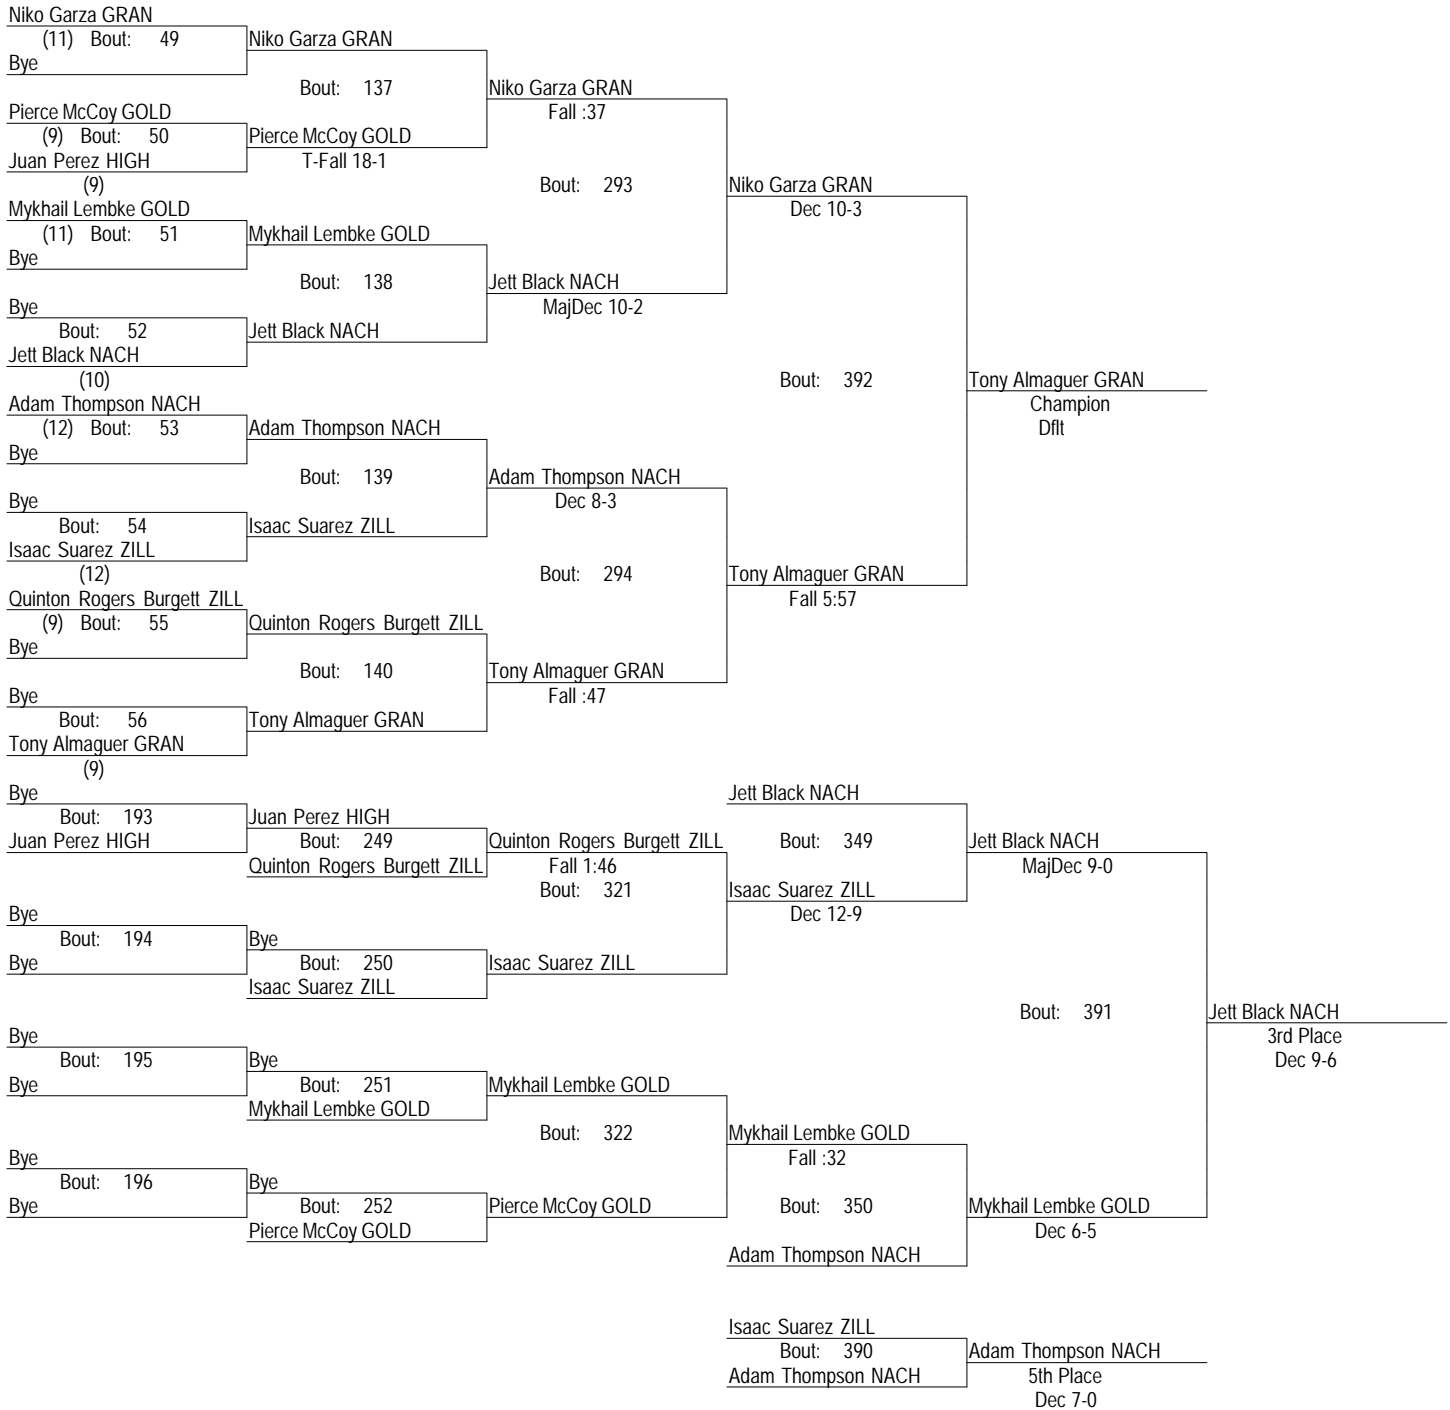 Niko Garza GRAN
(11) Bout: 49 Niko Garza GRAN
Bye
Bout: 137 Niko Garza GRAN
Pierce McCoy GOLD Fall :37
(9) Bout: 50 Pierce McCoy GOLD
Juan Perez HIGH T-Fall 18-1
(9) Bout: 293 Niko Garza GRAN
Mykhail Lembke GOLD Dec 10-3
(11) Bout: 51 Mykhail Lembke GOLD
Bye
Bout: 138 Jett Black NACH
Bye MajDec 10-2
Bout: 52 Jett Black NACH
Jett Black NACH
(10) Bout: 392 Tony Almaguer GRAN
Adam Thompson NACH Champion
(12) Bout: 53 Adam Thompson NACH Dflt
Bye
Bout: 139 Adam Thompson NACH
Bye Dec 8-3
Bout: 54 Isaac Suarez ZILL
Isaac Suarez ZILL
(12) Bout: 294 Tony Almaguer GRAN
Quinton Rogers Burgett ZILL Fall 5:57
(9) Bout: 55 Quinton Rogers Burgett ZILL
Bye
Bout: 140 Tony Almaguer GRAN
Bye Fall :47
Bout: 56 Tony Almaguer GRAN
Tony Almaguer GRAN
(9)
Bye Jett Black NACH
Bout: 193 Juan Perez HIGH
Juan Perez HIGH Bout: 249 Quinton Rogers Burgett ZILL Bout: 349 Jett Black NACH
Quinton Rogers Burgett ZILL Fall 1:46 MajDec 9-0
Bout: 321 Isaac Suarez ZILL
Bye Dec 12-9
Bout: 194 Bye
Bye Bout: 250 Isaac Suarez ZILL
Isaac Suarez ZILL
Bout: 391 Jett Black NACH
Bye 3rd Place
Bout: 195 Bye Dec 9-6
Bye Bout: 251 Mykhail Lembke GOLD
Mykhail Lembke GOLD
Bout: 322 Mykhail Lembke GOLD
Bye Fall :32
Bout: 196 Bye
Bye Bout: 252 Pierce McCoy GOLD Bout: 350 Mykhail Lembke GOLD
Pierce McCoy GOLD Dec 6-5
Adam Thompson NACH
Isaac Suarez ZILL
Bout: 390 Adam Thompson NACH
Adam Thompson NACH 5th Place
Dec 7-0